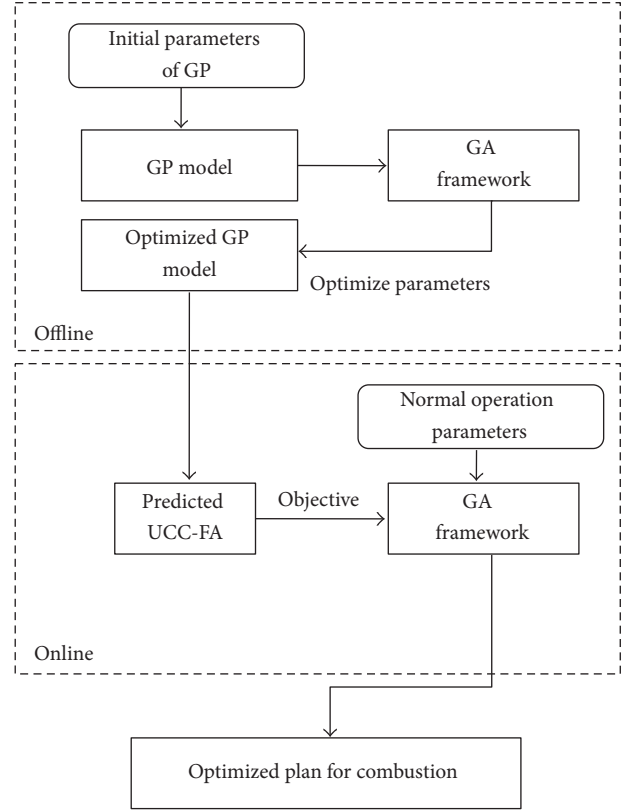 Initial parameters
of GP
GP model
GA
framework
Optimized GP
model
Optimize parameters
Offline
Normal operation
parameters
Predicted
UCC-FA
Objective
GA
framework
Online
Optimized plan for combustion